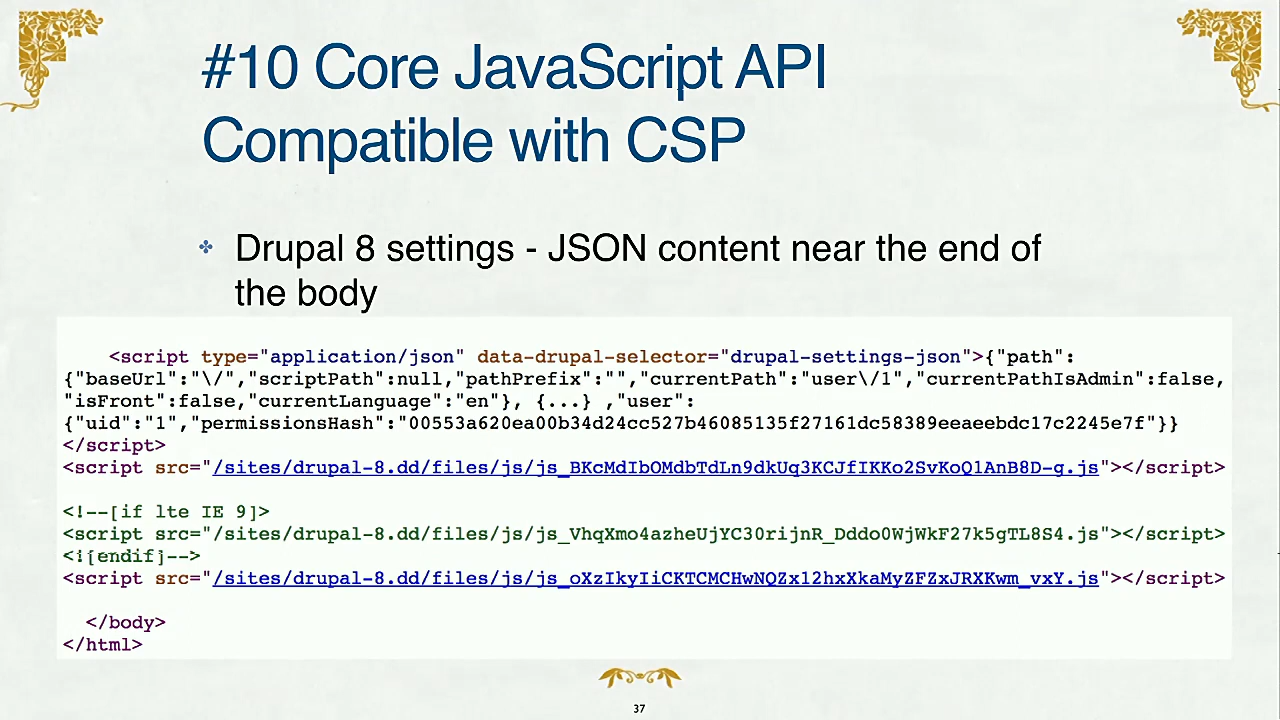 #10 Core JavaScript API
Compatible with CSP
Drupal 8 settings - JSON content near the end of
the body
<script type="application/json" data-drupal-selector="drupal-settings-json">{"path":
{"baseUrl":"\/","scriptPath":null,"pathPrefix":"","currentPath":"user\/1","currentPathIsAdmin":false,
"isFront":false,"currentLanguage":"en"}, {...} ,"user":
{"uid":"1","permissionsHash":"00553a620ea00b34d24cc527b46085135f27161dc58389eeaeebdc17c2245e7f"}}
</script>
<script src="/sites/drupal-8.dd/files/js/js_BKcMdIbOMdbTdLn9dkUq3KCJfIKKo2SvKoQ1AnB8D-g.js"></script>
<!--[if lte IE 9]>
<script src="/sites/drupal-8.dd/files/js/js_VhqXmo4azheUjYC30rijnR_Dddo0WjWkF27k5gTL8S4.js"></script>
<![endif]-->
<script src="/sites/drupal-8.dd/files/js/js_oXzIkyIiCKTCMCHwNQZx12hxXkaMyZFZxJRXKwm_vxY.js"></script>
</body>
</html>
37